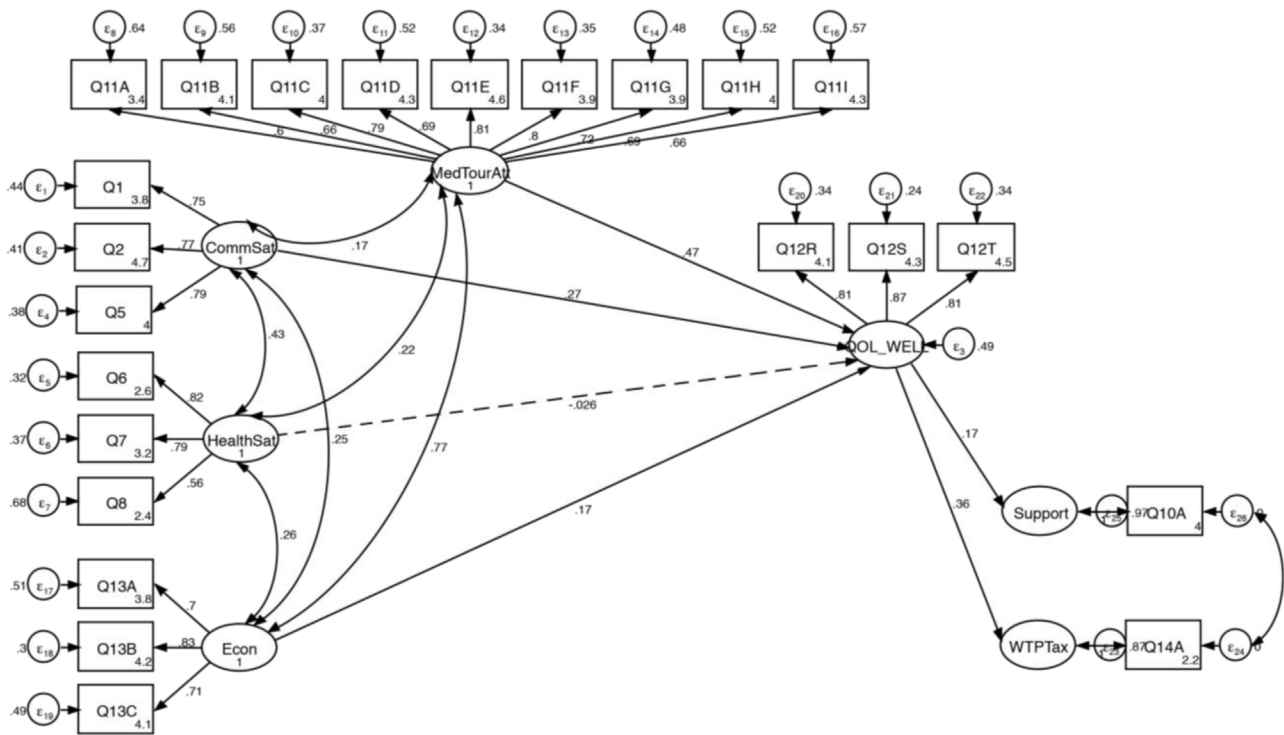 ε8 .64 ε9 .56 ε10 .37 ε11 .52 ε12 .34 ε13 .35 ε14 .48 ε15 .52 ε16 .57
Q11A Q11B Q11C Q11D Q11E Q11F Q11G Q11H Q11I
3.4 4.1 4 4.3 4.6 3.9 3.9 4 4.3
.6 .66 .79 .69 .81 .8 .72 .69 .66
MedTourAtt
1
.44 ε1 Q1 3.8 .75
.41 ε2 Q2 4.7 .77
CommSat
1
.38 ε4 Q5 4 .79
.17
.47
.27
ε20 .34 ε21 .24 ε22 .34
Q12R Q12S Q12T
4.1 4.3 4.5
.81 .87 .81
QOL_WELL
ε3 .49
.43
.22
.32 ε5 Q6 2.6 .82
.37 ε6 Q7 3.2 .79
HealthSat
1
.68 ε7 Q8 2.4 .56
-.026
.25
.77
.17
.26
.17
.36
Support ε25 .97 Q10A 4 ε26
.51 ε17 Q13A 3.8 .7
.3 ε18 Q13B 4.2 .83
Econ
1
.49 ε19 Q13C 4.1 .71
WTPTax ε23 .87 Q14A 2.2 ε24 0